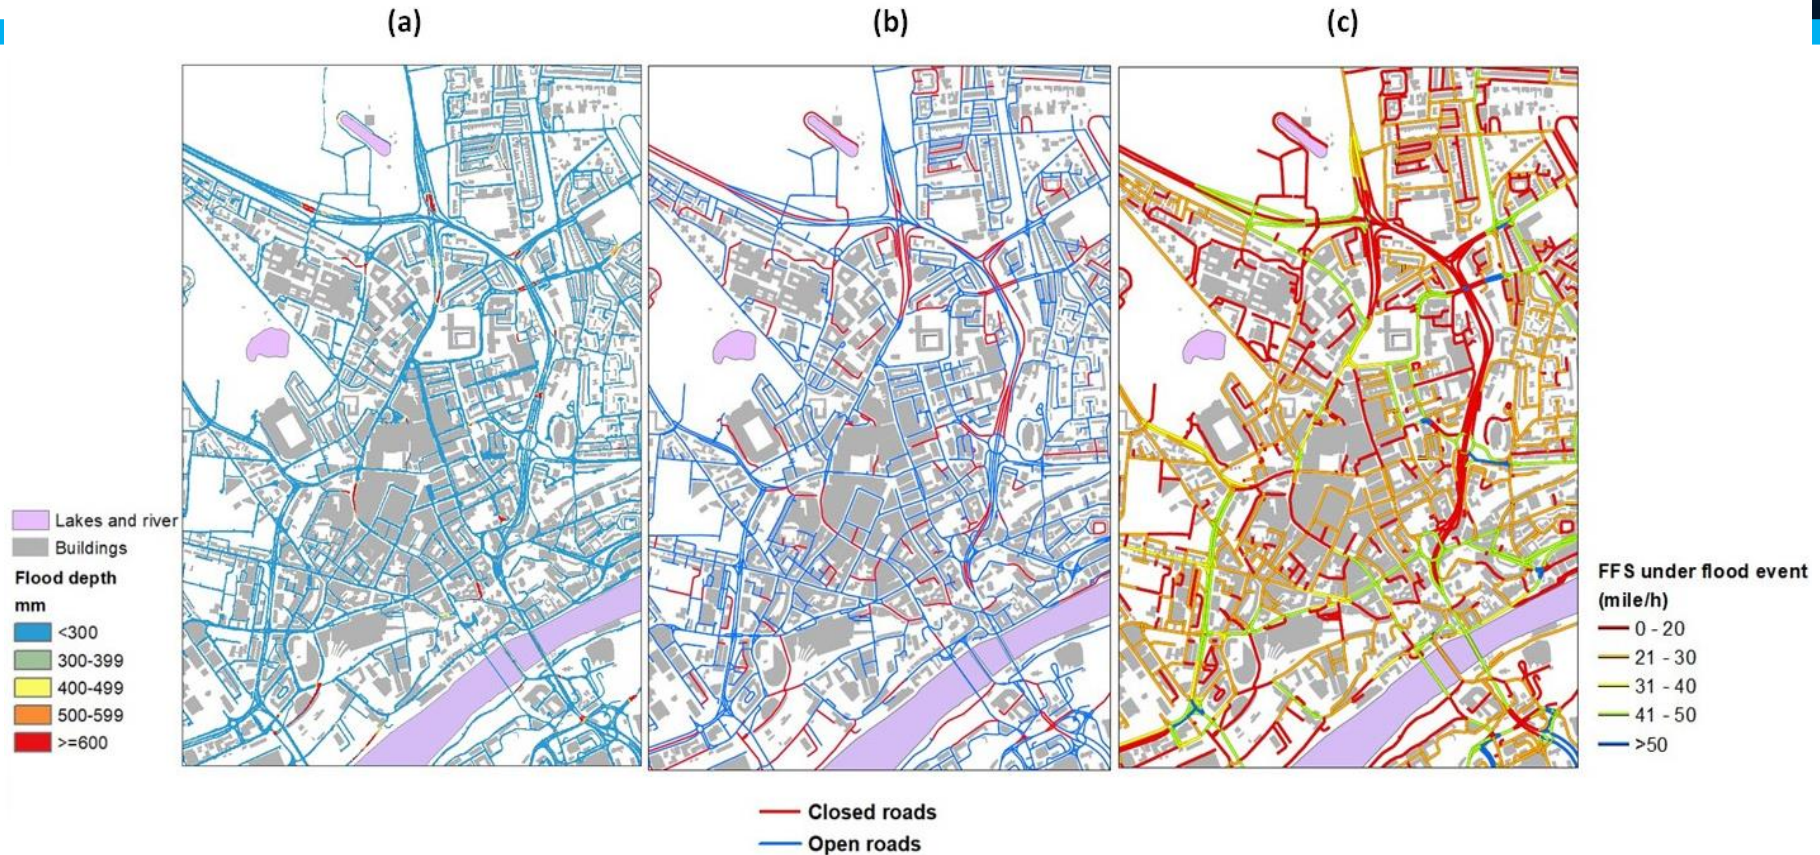 (a)
(b)
(c)
Lakes and river
Buildings
Flood depth
mm
<300
300-399
400-499
500-599
>=600
Closed roads
Open roads
FFS under flood event
(mile/h)
0 - 20
21 - 30
31 - 40
41 - 50
>50